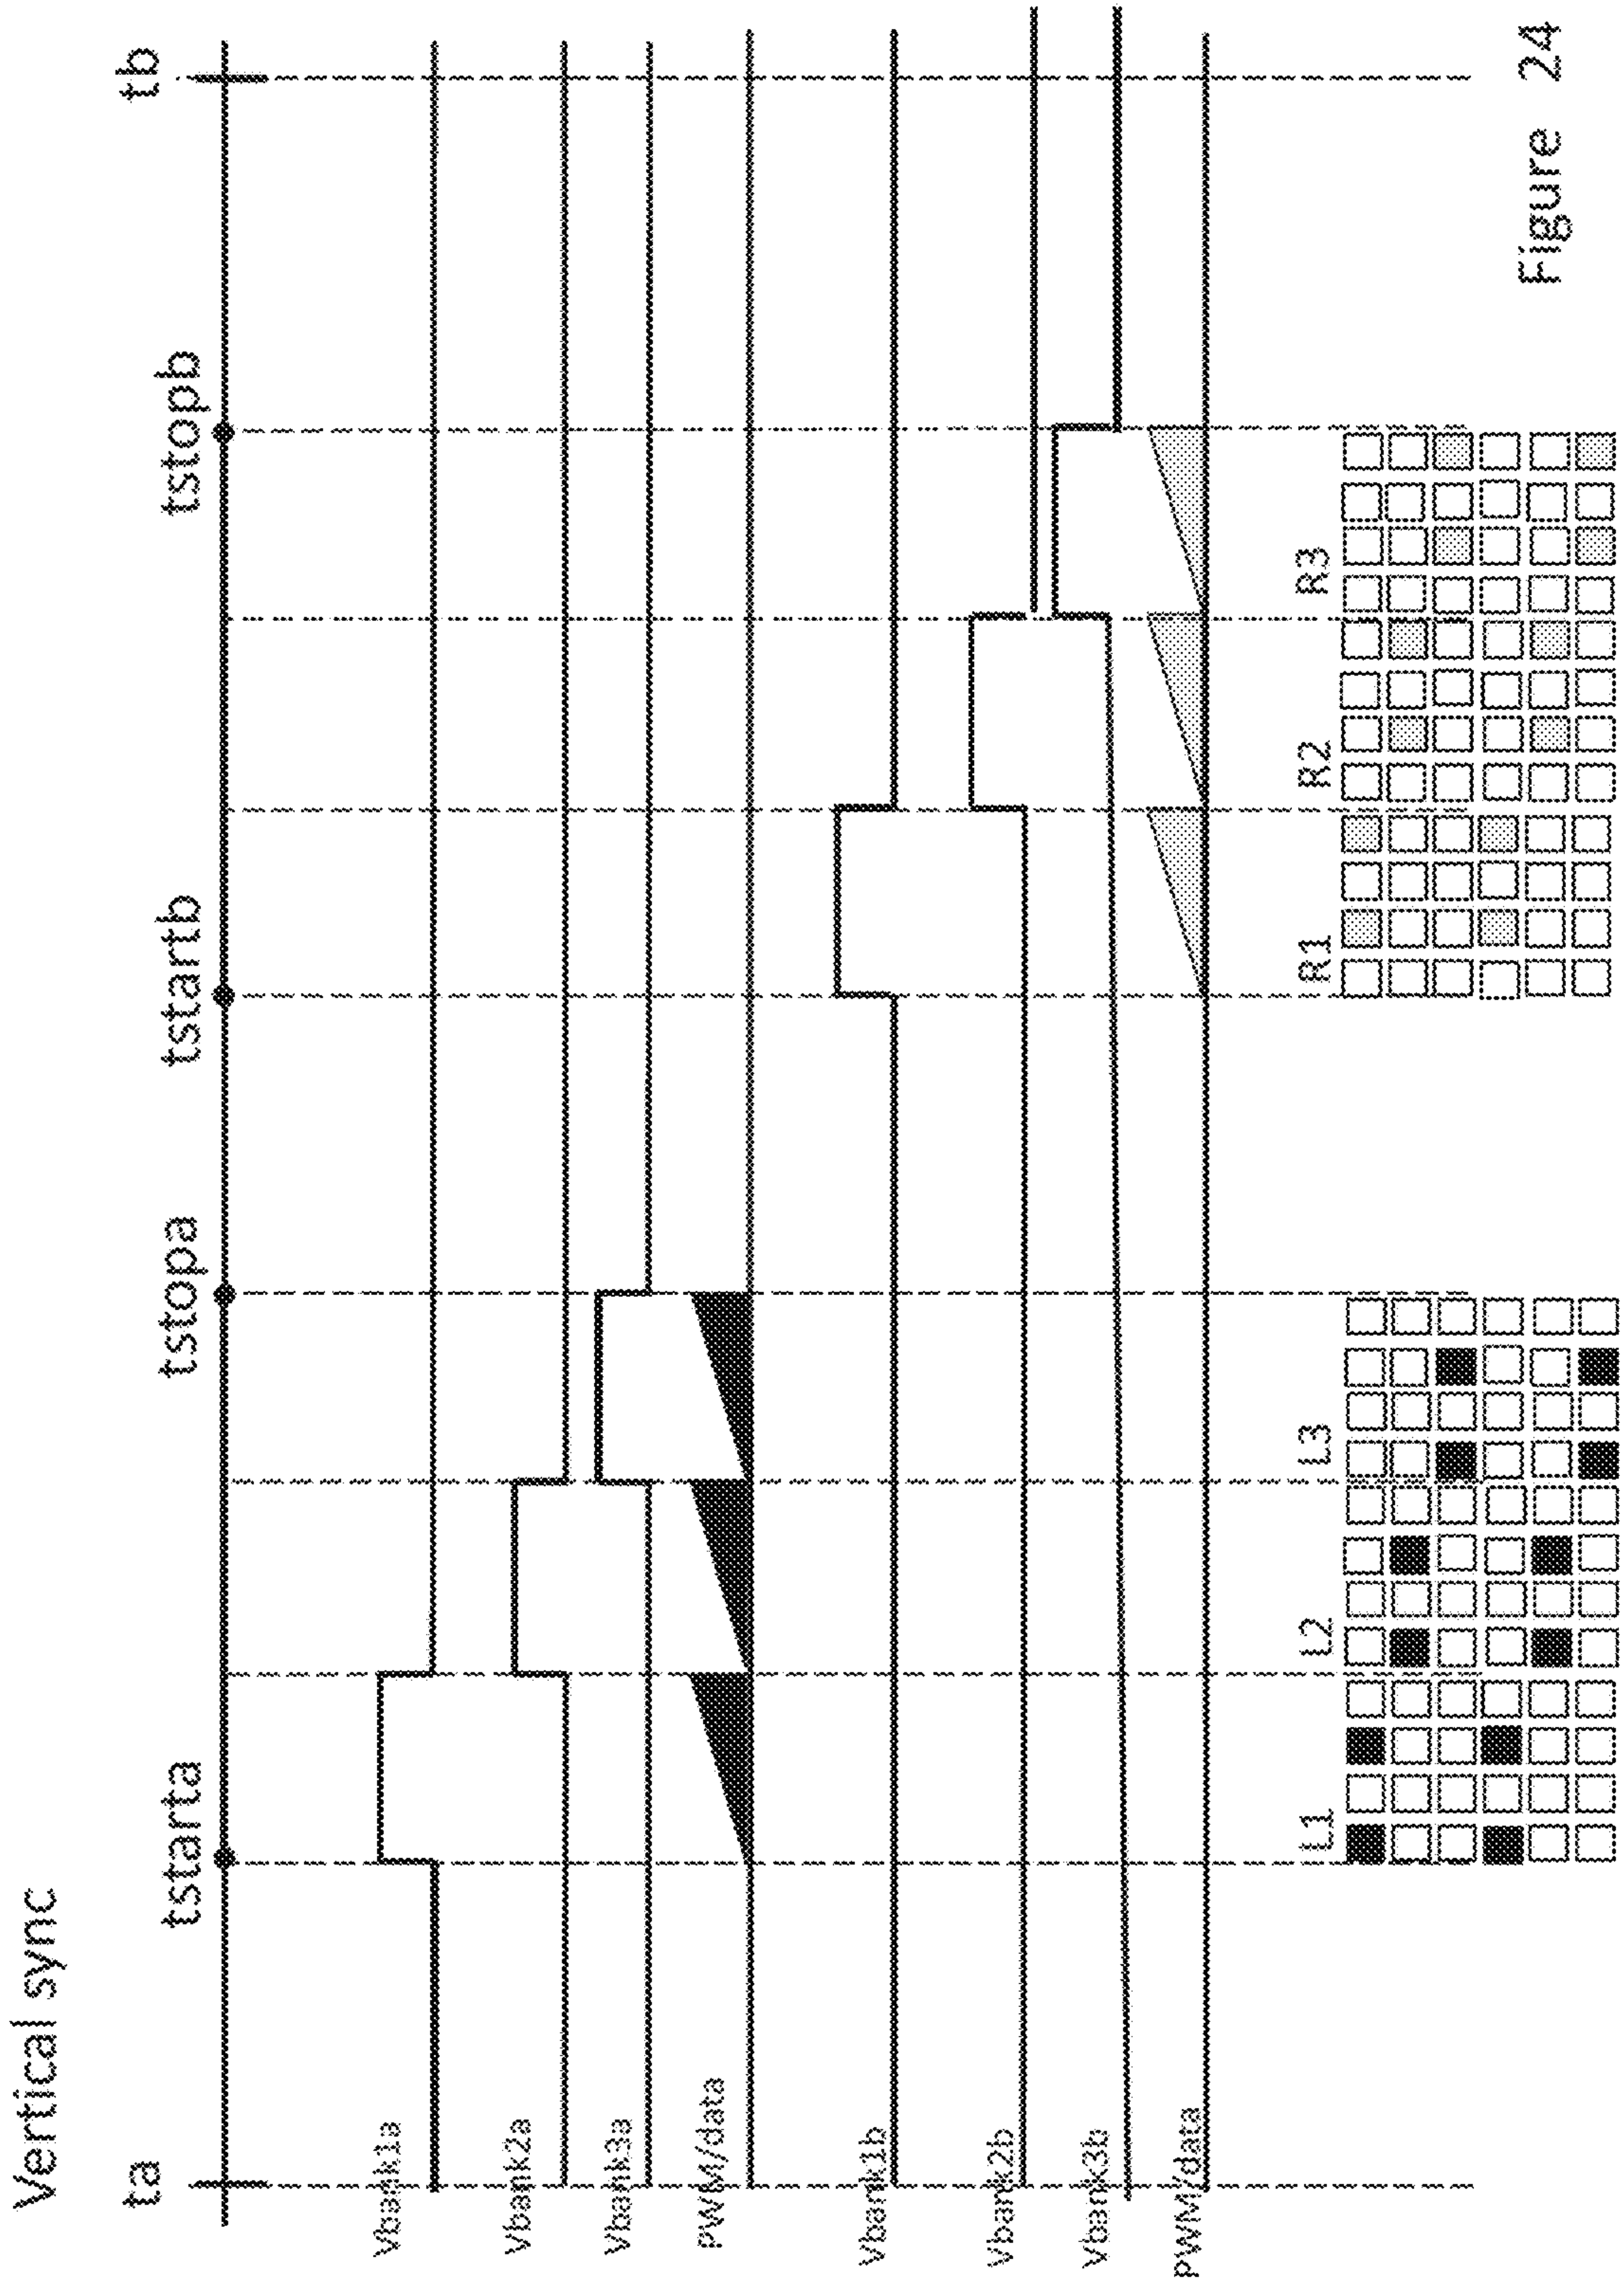 Vertical sync
ta
tstarta
tstopa
tstartb
tstopb
tb
Vbank1a
Vbank2a
Vbank3a
PWM/data
Vbank1b
Vbank2b
Vbank3b
PWM/data
L1
L2
L3
R1
R2
R3
Figure 24